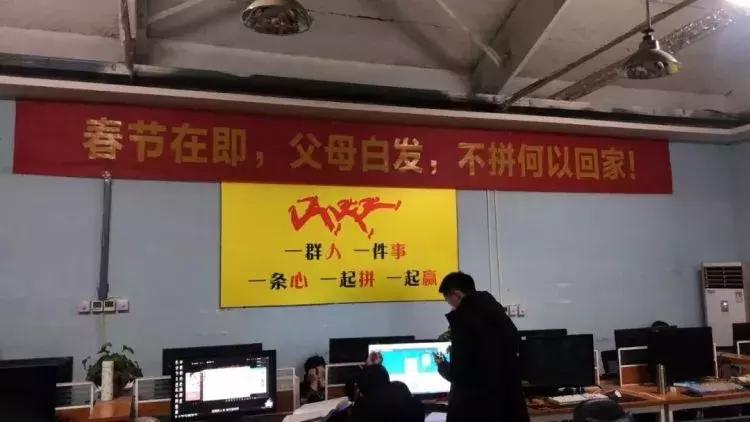 春节在即，父母白发，不拼何以回家！
一群人 一件事
一条心 一起拼 一起赢